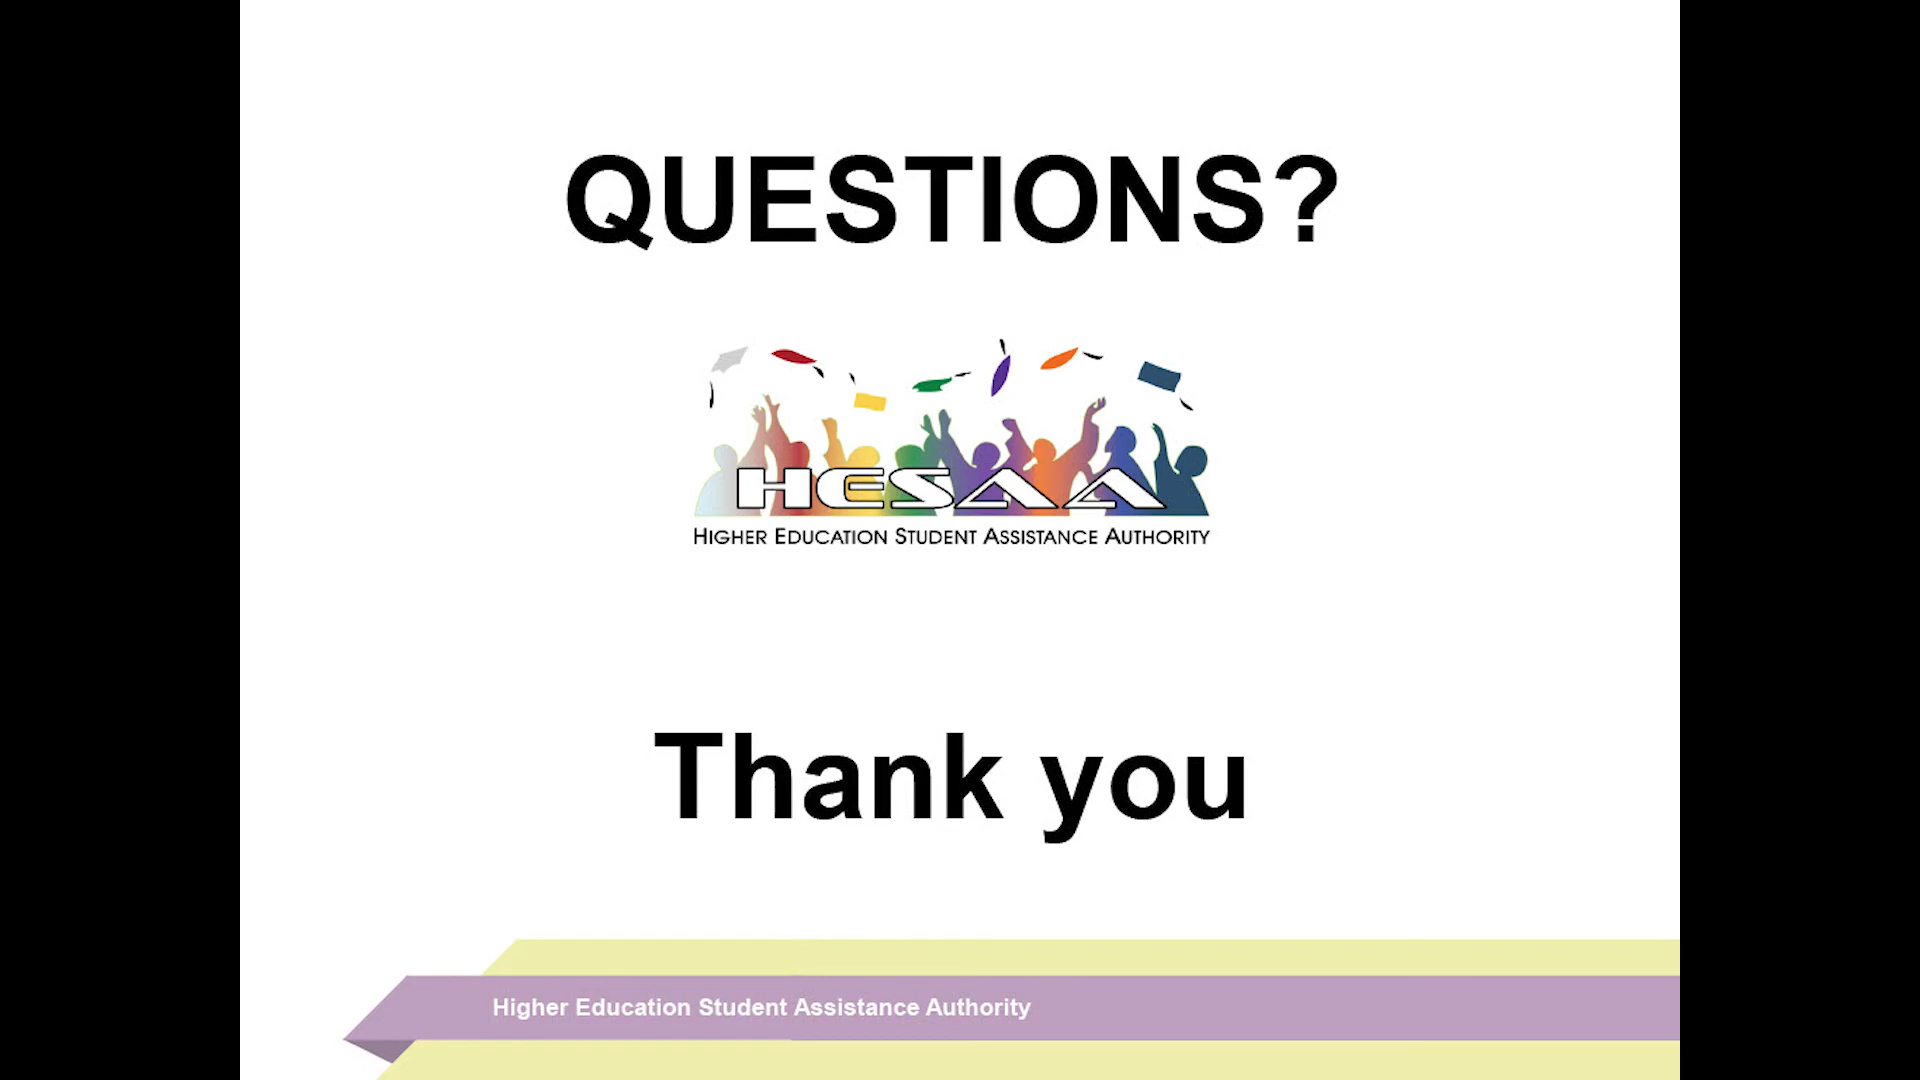 QUESTIONS?
HESAA
HIGHER EDUCATION STUDENT ASSISTANCE AUTHORITY
Thank you
Higher Education Student Assistance Authority